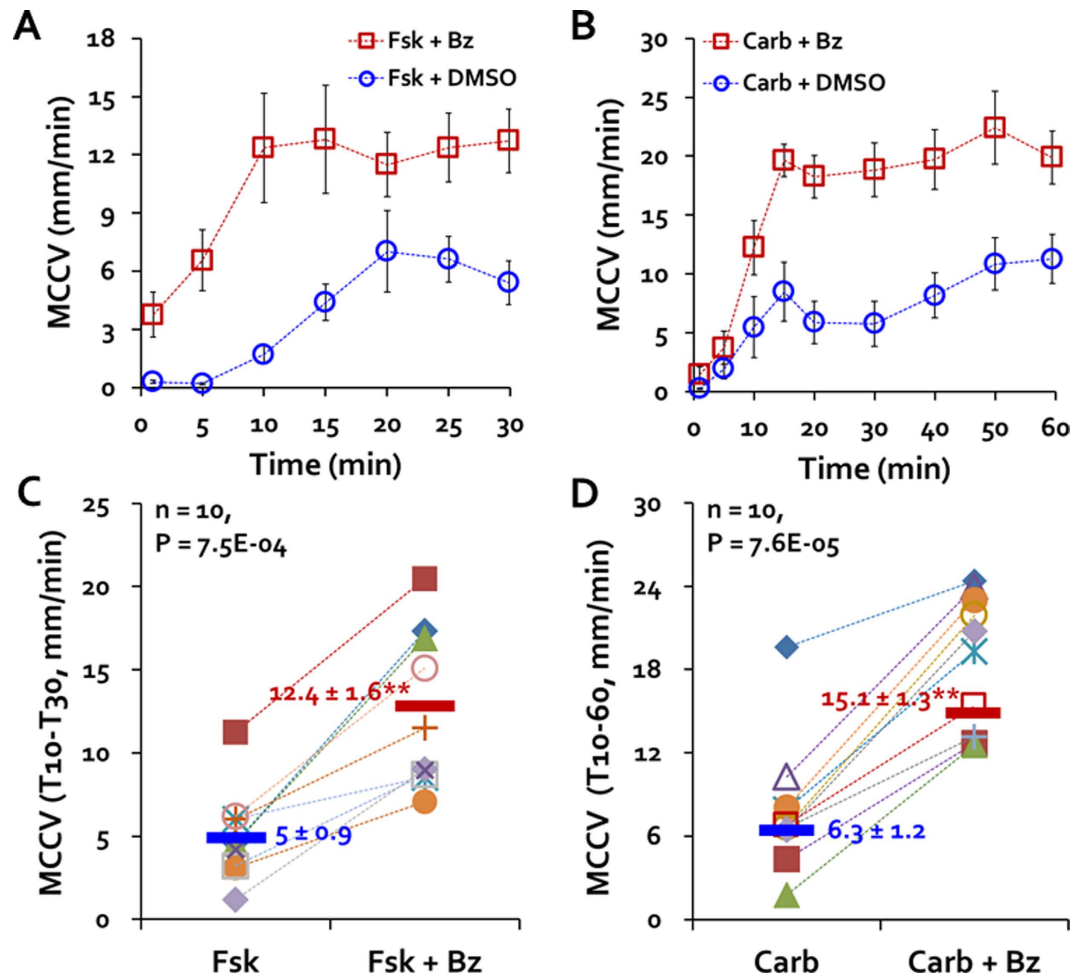 A
18
15
12
9
6
3
0
MCCV (mm/min)
Fsk + Bz
Fsk + DMSO
0 5 10 15 20 25 30
Time (min)
B
30
25
20
15
10
5
0
MCCV (mm/min)
Carb + Bz
Carb + DMSO
0 10 20 30 40 50 60
Time (min)
C
25
20
15
10
5
0
MCCV (T10-T30, mm/min)
n = 10,
P = 7.5E-04
12.4 ± 1.6**
5 ± 0.9
Fsk Fsk + Bz
D
30
24
18
12
6
0
MCCV (T10-60, mm/min)
n = 10,
P = 7.6E-05
15.1 ± 1.3**
6.3 ± 1.2
Carb Carb + Bz